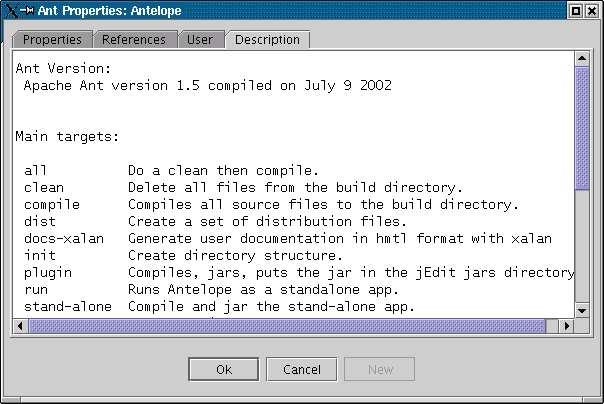 Ant Properties: Antelope
Properties References User Description
Ant Version:
Apache Ant version 1.5 compiled on July 9 2002
Main targets:
all Do a clean then compile.
clean Delete all files from the build directory.
compile Compiles all source files to the build directory.
dist Create a set of distribution files.
docs-xalan Generate user documentation in hmtl format with xalan
init Create directory structure.
plugin Compiles, jars, puts the jar in the jEdit jars directory
run Runs Antelope as a standalone app.
stand-alone Compile and jar the stand-alone app.
Ok Cancel New